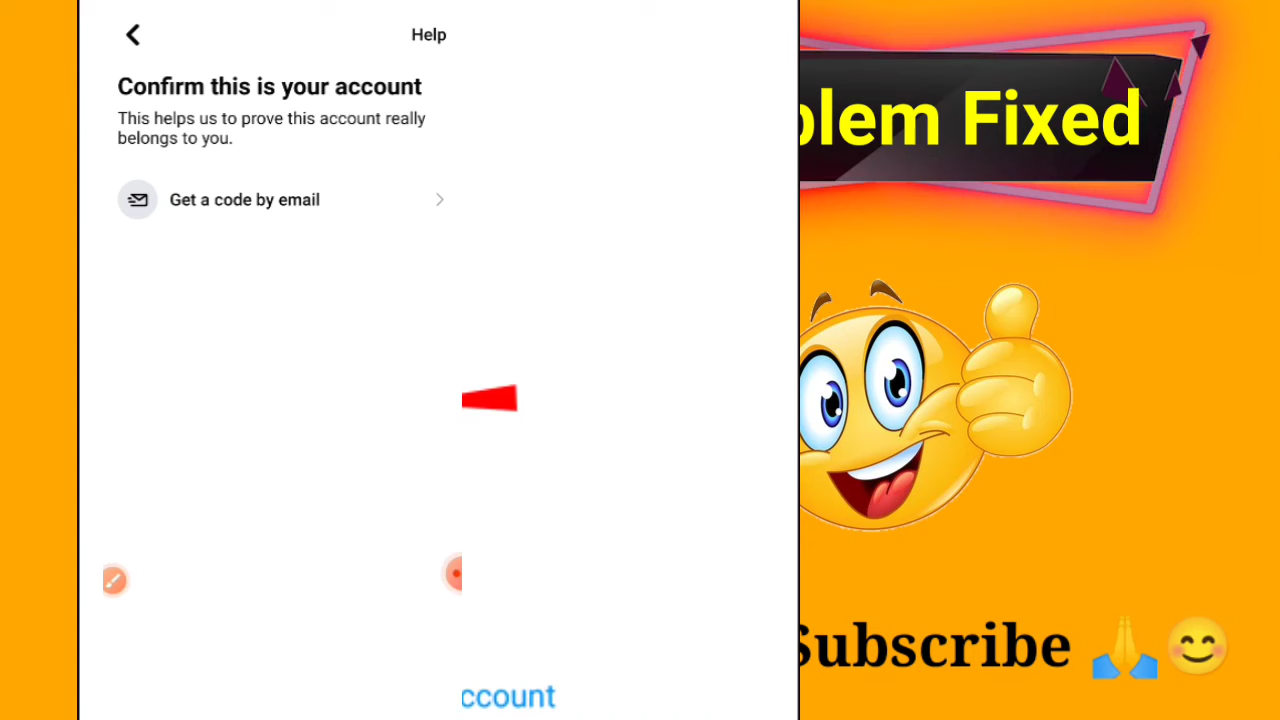 Help
Confirm this is your account
This helps us to prove this account really
belongs to you.
Get a code by email
blem Fixed
Subscribe 🙏😊
ccount